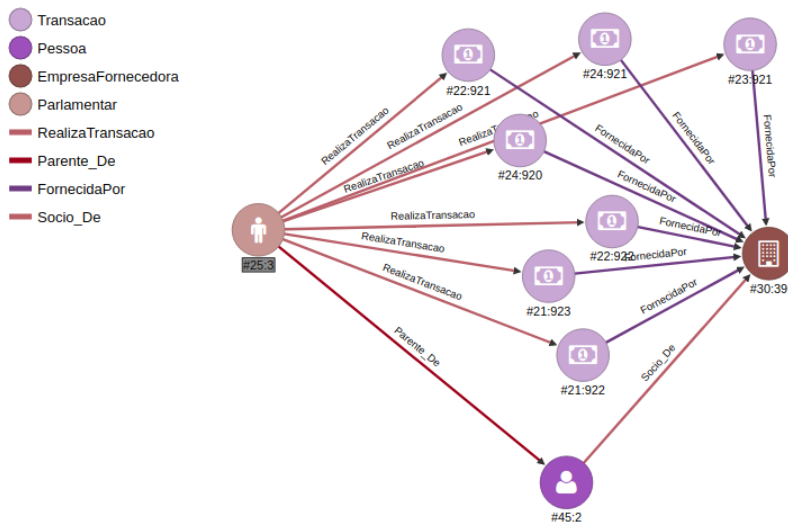 Transacao
Pessoa
EmpresaFornecedora
Parlamentar
RealizaTransacao
Parente_De
FornecidaPor
Socio_De
#22:921
#24:921
#23:921
RealizaTransacao
RealizaTransacao
RealizaTransacao
RealizaTransacao
#24:920
FornecidaPor
FornecidaPor
FornecidaPor
FornecidaPor
RealizaTransacao
#22:922
FornecidaPor
#25:3
RealizaTransacao
#21:923
FornecidaPor
#30:39
RealizaTransacao
FornecidaPor
#21:922
Parente_De
Socio_De
#45:2